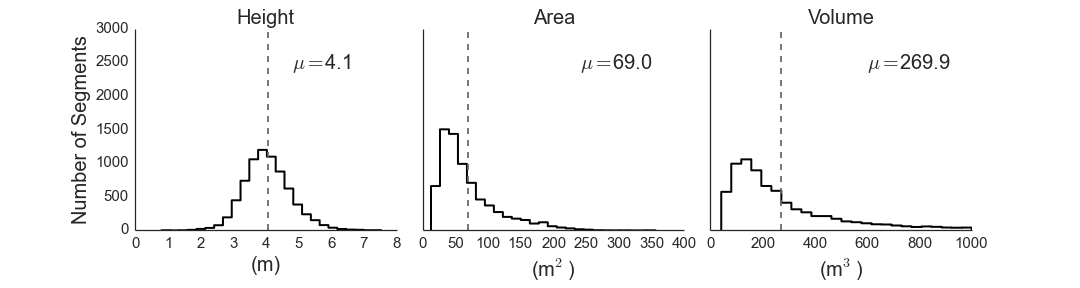 Height
Area
Volume
Number of Segments
3000
2500
2000
1500
1000
500
0
μ=4.1
μ=69.0
μ=269.9
0 1 2 3 4 5 6 7 8
0 50 100 150 200 250 300 350 400
0 200 400 600 800 1000
(m)
(m² )
(m³ )